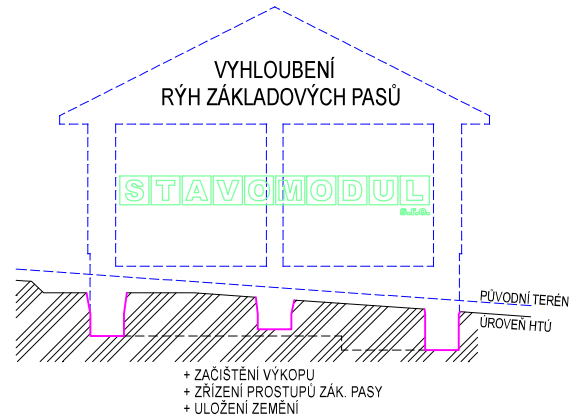 VYHLOUBENÍ
RÝH ZÁKLADOVÝCH PASŮ
STAVOMODUL
s.r.o.
PŮVODNÍ TERÉN
ÚROVEŇ HTÚ
+ ZAČIŠTĚNÍ VÝKOPU
+ ZŘÍZENÍ PROSTUPŮ ZÁK. PASY
+ ULOŽENÍ ZEMĚNÍ